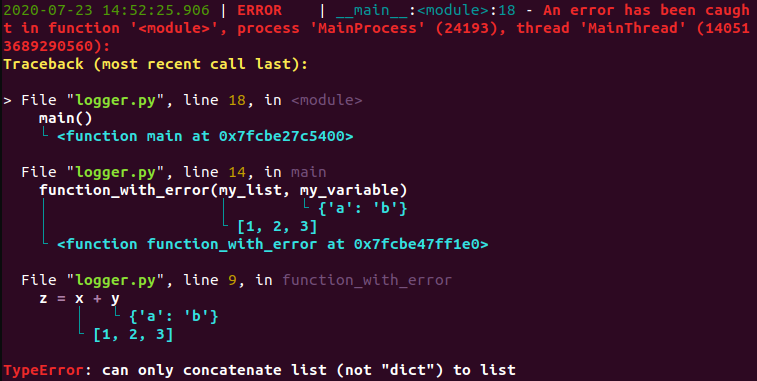 2020-07-23 14:52:25.906 | ERROR    | __main__:<module>:18 - An error has been caugh
t in function '<module>', process 'MainProcess' (24193), thread 'MainThread' (14051
3689290560):
Traceback (most recent call last):
> File "logger.py", line 18, in <module>
    main()
    └ <function main at 0x7fcbe27c5400>
  File "logger.py", line 14, in main
    function_with_error(my_list, my_variable)
    │                   │        └ {'a': 'b'}
    │                   └ [1, 2, 3]
    └ <function function_with_error at 0x7fcbe47ff1e0>
  File "logger.py", line 9, in function_with_error
    z = x + y
        │   └ {'a': 'b'}
        └ [1, 2, 3]
TypeError: can only concatenate list (not "dict") to list